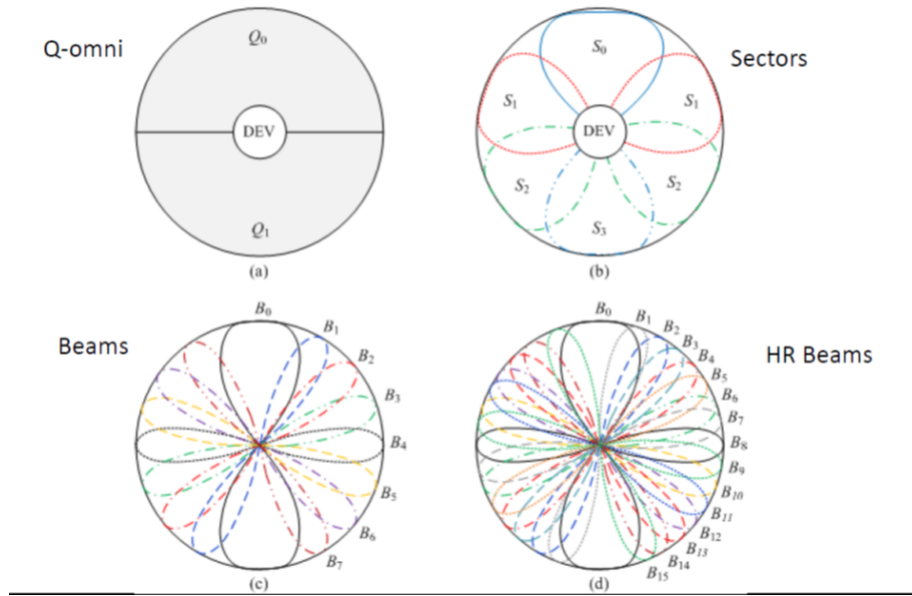 Q-omni
Q0
DEV
Q1
(a)
Sectors
S0
S1
S1
DEV
S2
S2
S3
(b)
Beams
B0
B1
B2
B3
B4
B5
B6
B7
(c)
HR Beams
B0
B1
B2
B3
B4
B5
B6
B7
B8
B9
B10
B11
B12
B13
B14
B15
(d)